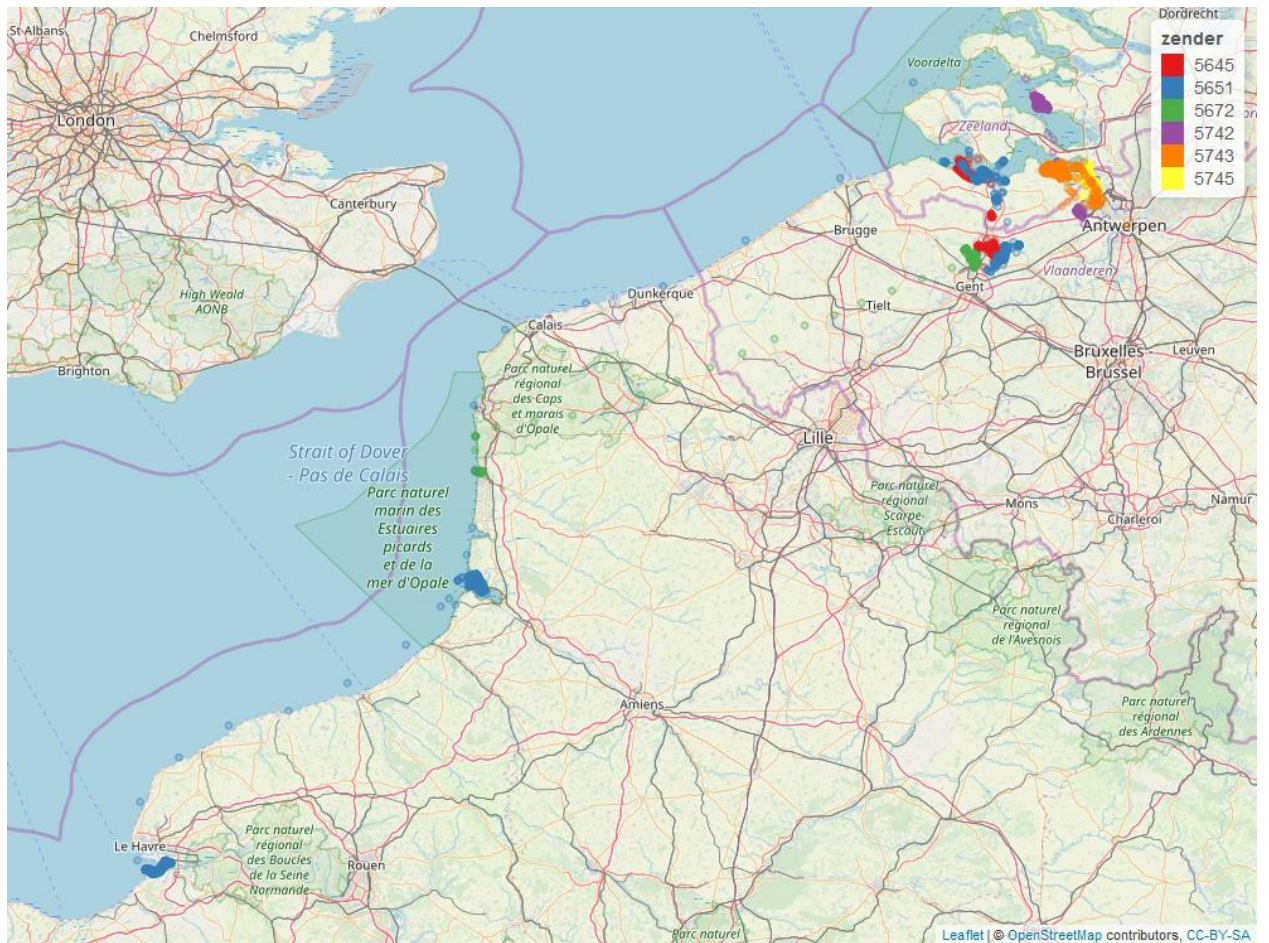 St Albans
Chelmsford
London
Canterbury
High Weald
AONB
Brighton
Dordrecht
zender
5645
5651
5672
5742
5743
5745
Voordelta
Zeeland
Brugge
Antwerpen
Vlaanderen
Gent
Tielt
Dunkerque
Calais
Bruxelles -
Brussel
Leuven
Parc naturel
régional
des Caps
et marais
d'Opale
Lille
Strait of Dover
- Pas de Calais
Parc naturel
marin des
Estuaires
picards
et de la
mer d'Opale
Parc naturel
régional
Scarpe-
Escaut
Mons
Namur
Charleroi
Parc naturel
régional
de l'Avesnois
Amiens
Parc naturel
régional
des Ardennes
Le Havre
Parc naturel
régional
des Boucles
de la Seine
Normande
Rouen
Parc naturel
Leaflet | © OpenStreetMap contributors, CC-BY-SA